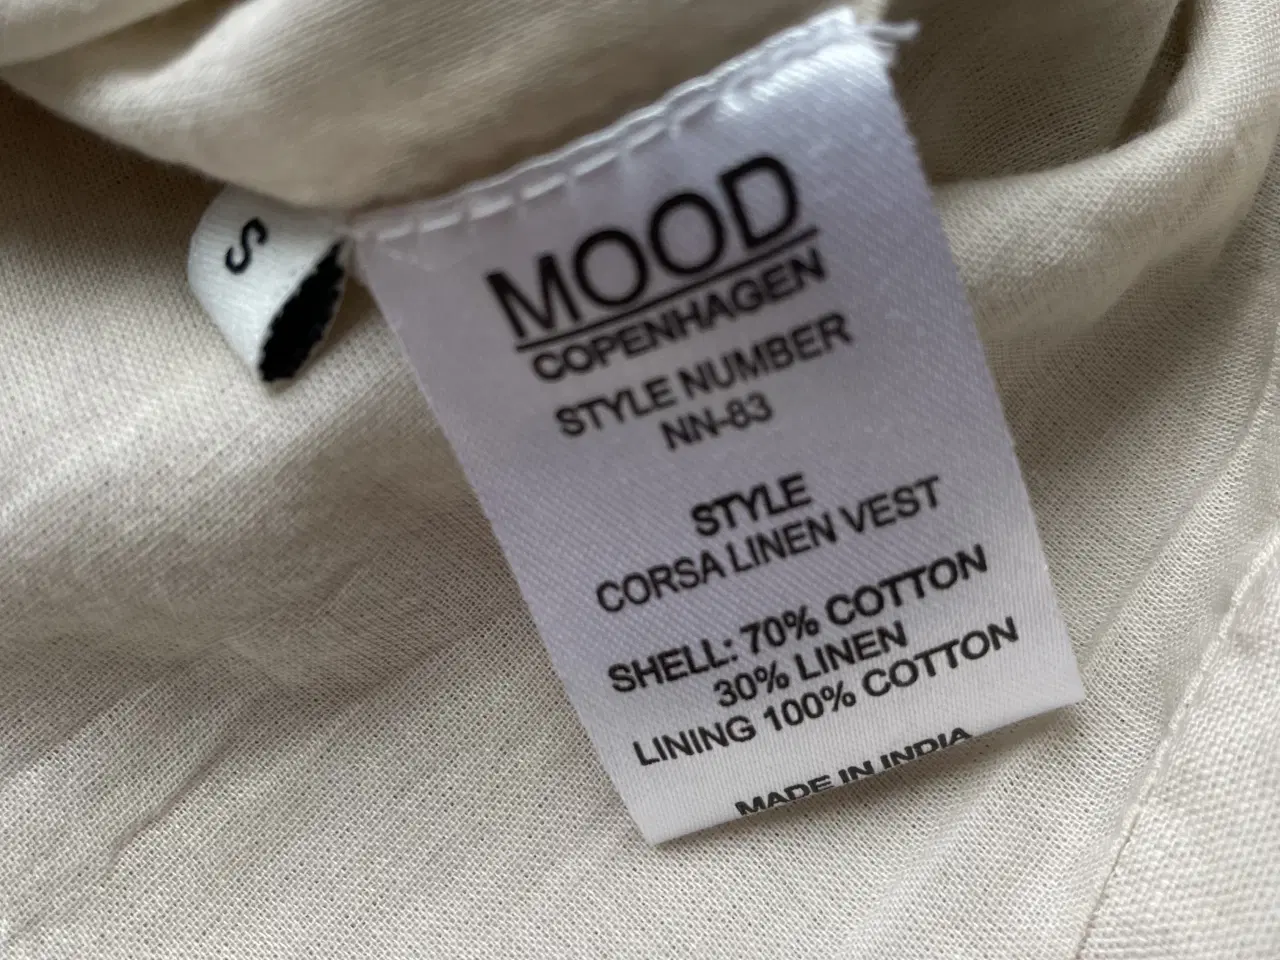 S
MOOD
COPENHAGEN
STYLE NUMBER
NN-83
STYLE
CORSA LINEN VEST
SHELL: 70% COTTON
30% LINEN
LINING 100% COTTON
MADE IN INDIA